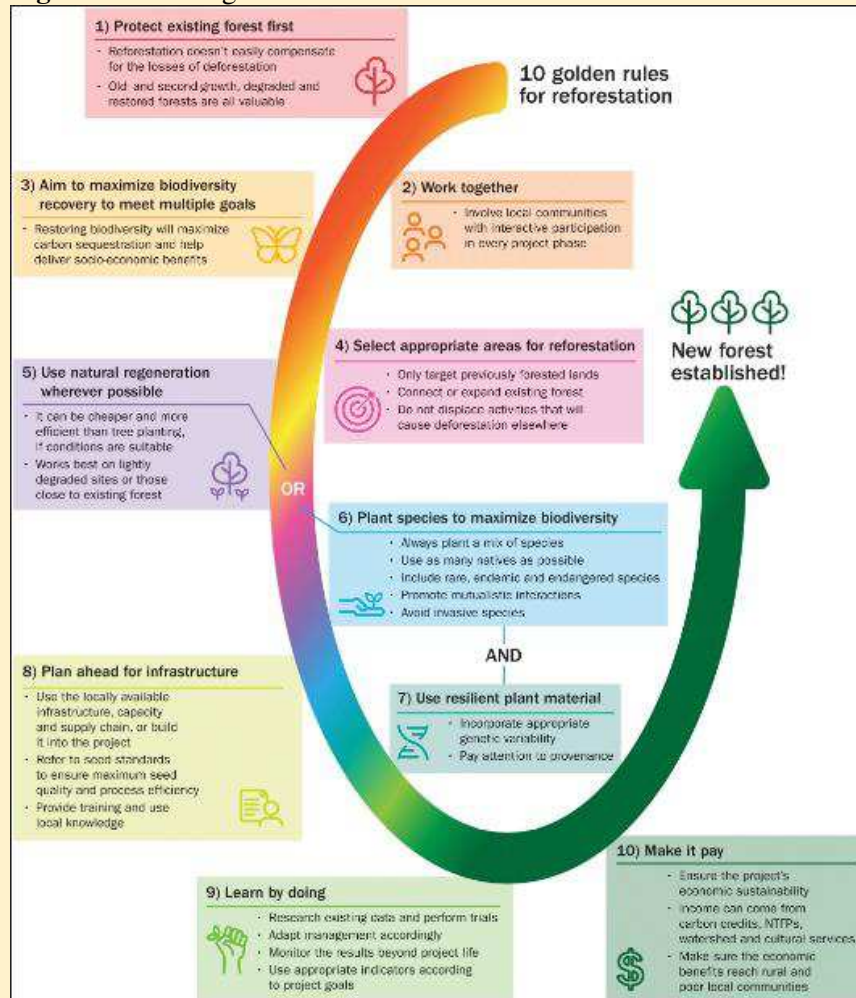 1) Protect existing forest first
· Reforestation doesn't easily compensate
for the losses of deforestation
· Old- and second growth, degraded and
restored forests are all valuable
10 golden rules
for reforestation
3) Aim to maximize biodiversity
recovery to meet multiple goals
· Restoring biodiversity will maximize
carbon sequestration and help
deliver socio-economic benefits
2) Work together
· Involve local communities
with interactive participation
in every project phase
4) Select appropriate areas for reforestation
· Only target previously forested lands
· Connect or expand existing forest
· Do not displace activities that will
cause deforestation elsewhere
New forest
established!
5) Use natural regeneration
wherever possible
· It can be cheaper and more
efficient than tree planting,
if conditions are suitable
· Works best on lightly
degraded sites or those
close to existing forest
OR
6) Plant species to maximize biodiversity
· Always plant a mix of species
· Use as many natives as possible
· Include rare, endemic and endangered species
· Promote mutualistic interactions
· Avoid invasive species
AND
7) Use resilient plant material
· Incorporate appropriate
genetic variability
· Pay attention to provenance
8) Plan ahead for infrastructure
· Use the locally available
infrastructure, capacity
and supply chain, or build
it into the project
· Refer to seed standards
to ensure maximum seed
quality and process efficiency
· Provide training and use
local knowledge
9) Learn by doing
· Research existing data and perform trials
· Adapt management accordingly
· Monitor the results beyond project life
· Use appropriate indicators according
to project goals
10) Make it pay
· Ensure the project's
economic sustainability
· Income can come from
carbon credits, NTFPs,
watershed and cultural services
· Make sure the economic
benefits reach rural and
poor local communities